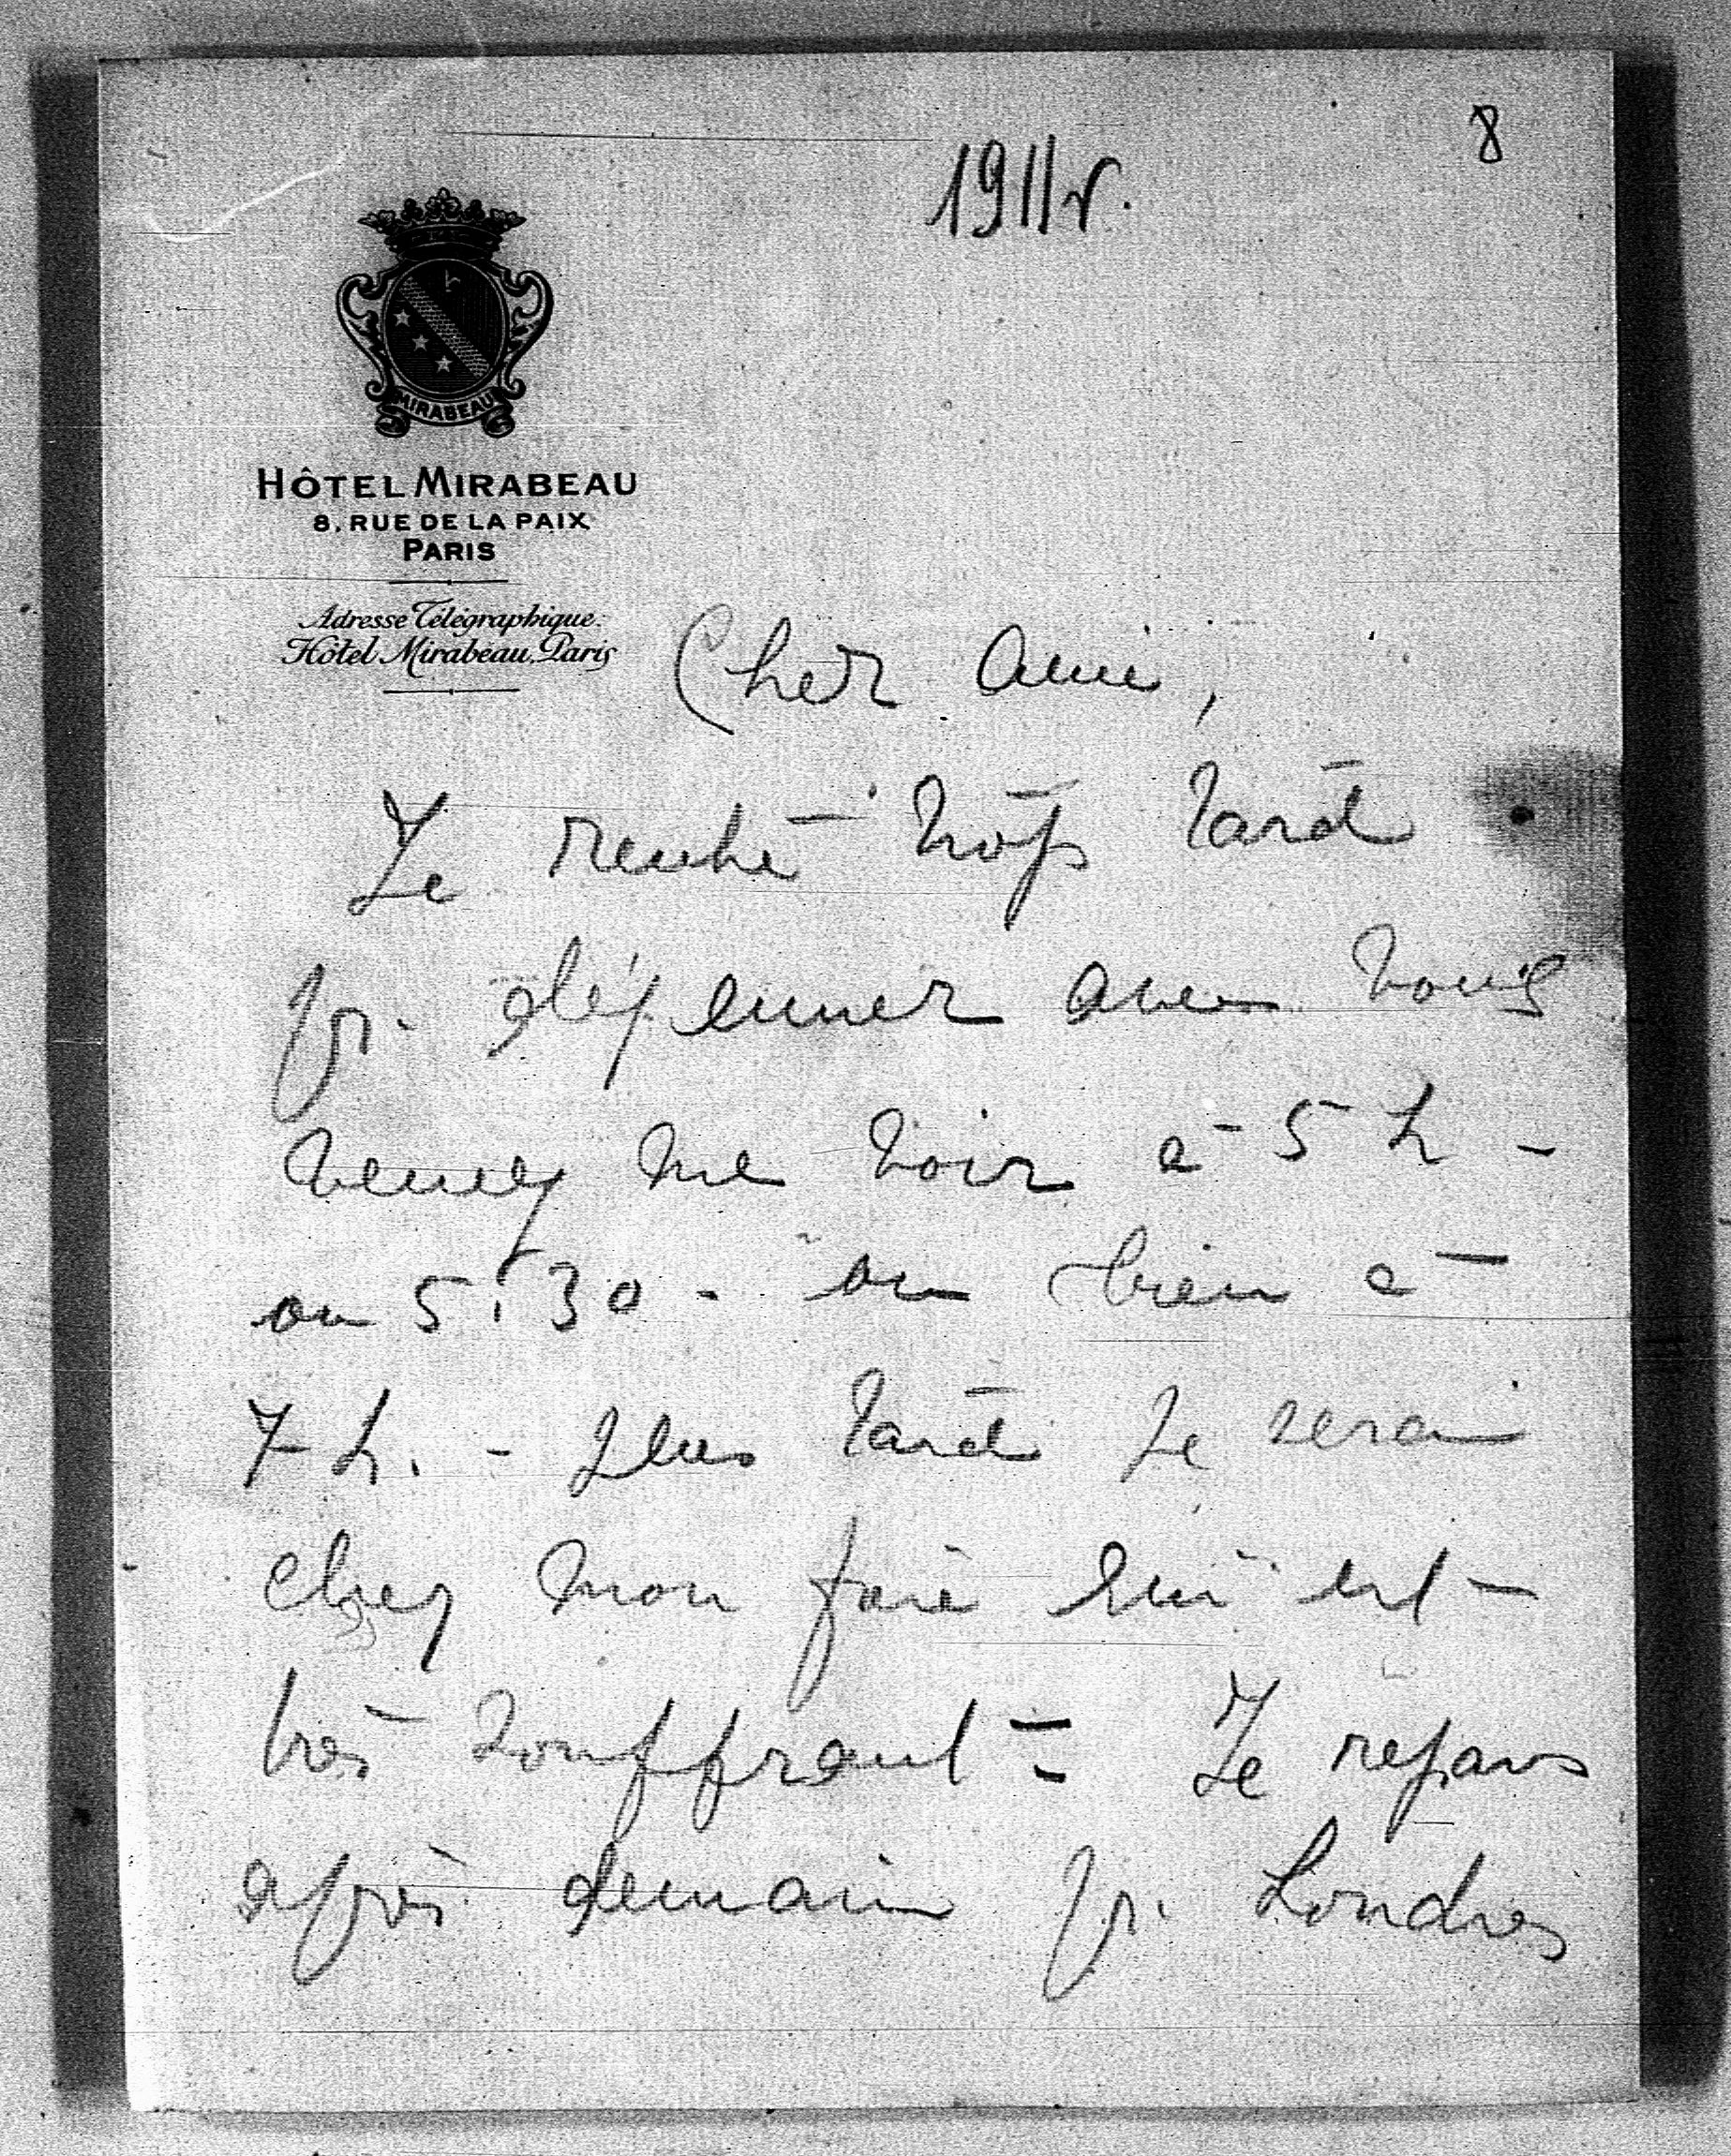 8
1911 r.
MIRABEAU
HÔTEL MIRABEAU
8, RUE DE LA PAIX
PARIS
Adresse Télégraphique:
Hôtel Mirabeau, Paris
Cher ami,
Je rentre trop tard
pr. déjeuner avec vous
venez me voir à 5 h -
ou 5.30 - ou bien à
7 h. - plus tard je serai
chez mon frère qui est
très souffrant - Je repars
après demain pr. Londres